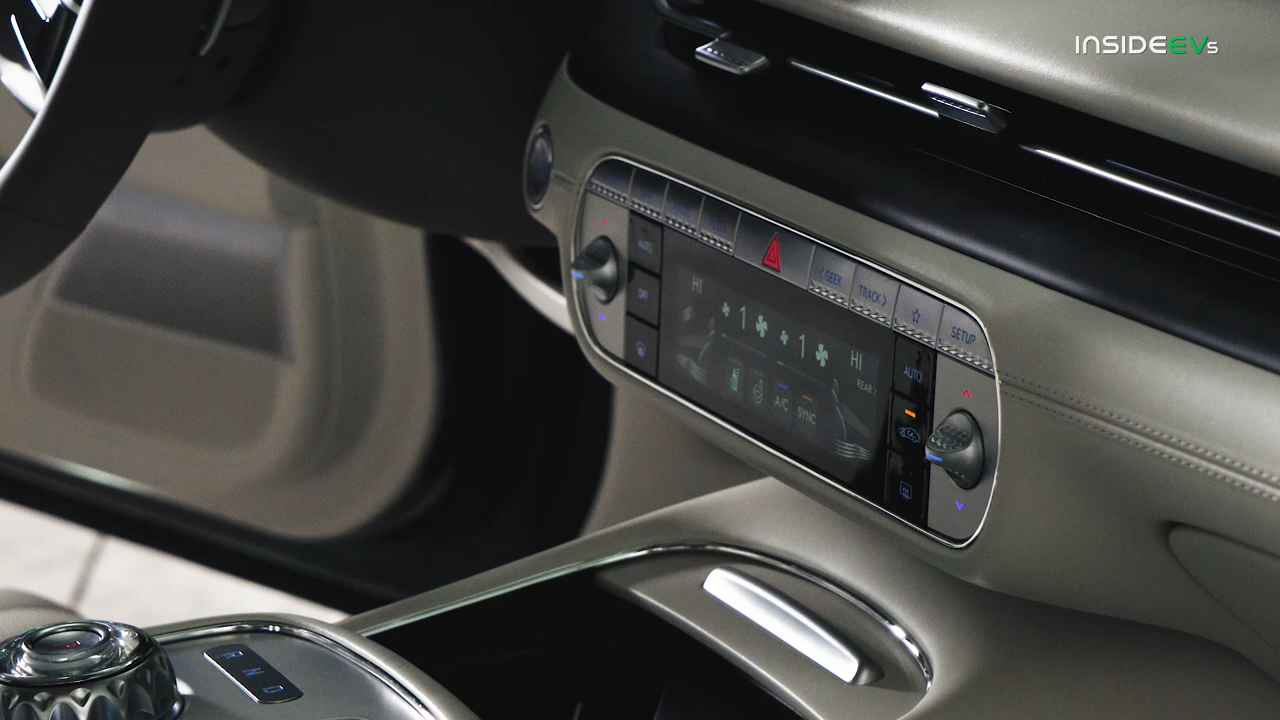 INSIDEEVs
< SEEK
TRACK >
SETUP
AUTO
OFF
HI
1
1
HI
REAR >
A/C
SYNC
AUTO
R N D